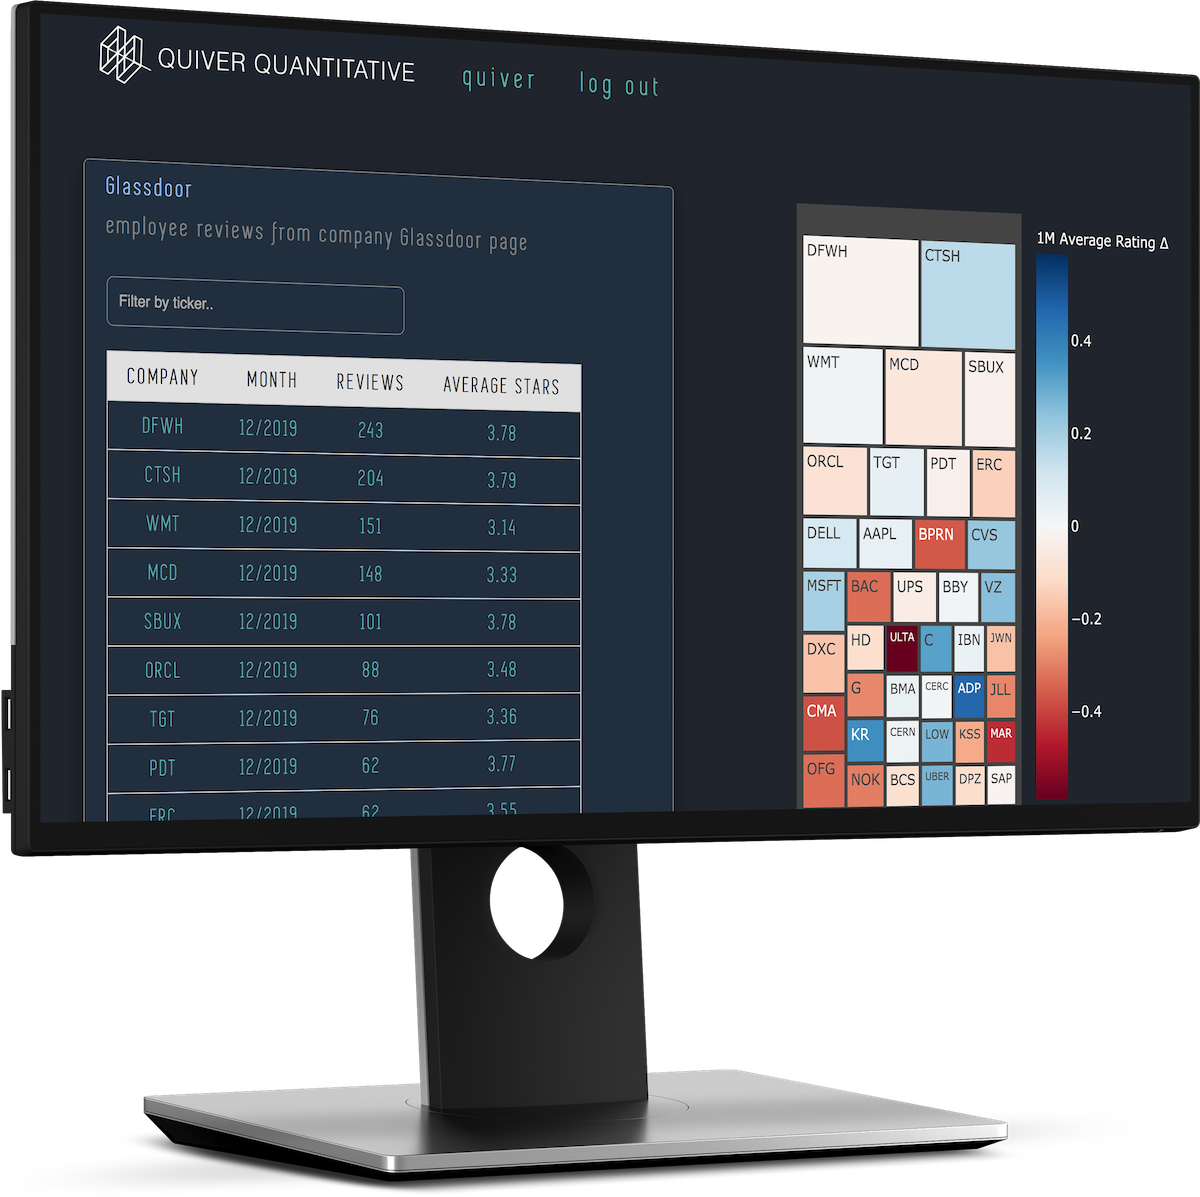 QUIVER QUANTITATIVE
quiver
log out
Glassdoor
employee reviews from company Glassdoor page
Filter by ticker..
COMPANY MONTH REVIEWS AVERAGE STARS
DFWH 12/2019 243 3.78
CTSH 12/2019 204 3.79
WMT 12/2019 151 3.14
MCD 12/2019 148 3.33
SBUX 12/2019 101 3.78
ORCL 12/2019 88 3.48
TGT 12/2019 76 3.36
PDT 12/2019 62 3.77
ERC 12/2019 62 3.55
DFWH CTSH
WMT MCD SBUX
ORCL TGT PDT ERC
DELL AAPL BPRN CVS
MSFT BAC UPS BBY VZ
DXC HD ULTA C IBN JWN
G BMA CERC ADP JLL
CMA KR CERN LOW KSS MAR
OFG NOK BCS UBER DPZ SAP
1M Average Rating Δ
0.4
0.2
0
−0.2
−0.4